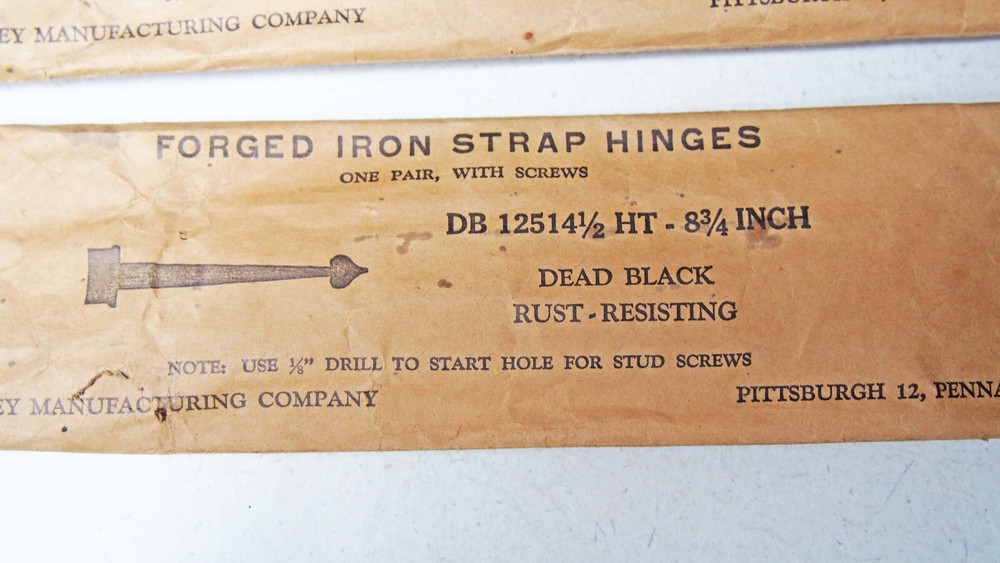 EY MANUFACTURING COMPANY
PITTSBURGH
FORGED IRON STRAP HINGES
ONE PAIR, WITH SCREWS
DB 12514½ HT - 8¾ INCH
DEAD BLACK
RUST-RESISTING
NOTE: USE ⅛" DRILL TO START HOLE FOR STUD SCREWS
EY MANUFACTURING COMPANY
PITTSBURGH 12, PENNA